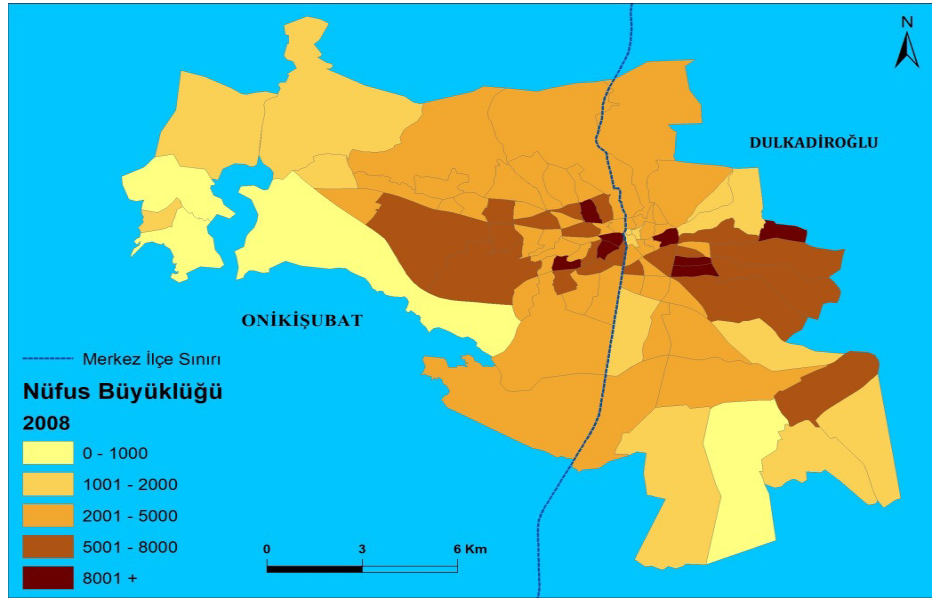 N
DULKADİROĞLU
ONİKİŞUBAT
Merkez İlçe Sınırı
Nüfus Büyüklüğü
2008
0 - 1000
1001 - 2000
2001 - 5000
5001 - 8000
8001 +
0 3 6 Km